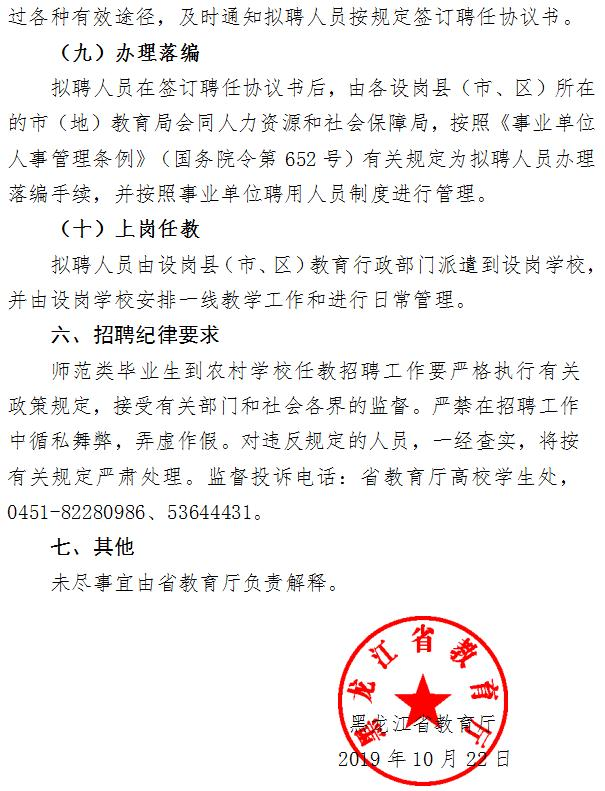 过各种有效途径，及时通知拟聘人员按规定签订聘任协议书。
（九）办理落编
拟聘人员在签订聘任协议书后，由各设岗县（市、区）所在
的市（地）教育局会同人力资源和社会保障局，按照《事业单位
人事管理条例》（国务院令第 652 号）有关规定为拟聘人员办理
落编手续，并按照事业单位聘用人员制度进行管理。
（十）上岗任教
拟聘人员由设岗县（市、区）教育行政部门派遣到设岗学校，
并由设岗学校安排一线教学工作和进行日常管理。
六、招聘纪律要求
师范类毕业生到农村学校任教招聘工作要严格执行有关
政策规定，接受有关部门和社会各界的监督。严禁在招聘工作
中循私舞弊，弄虚作假。对违反规定的人员，一经查实，将按
有关规定严肃处理。监督投诉电话：省教育厅高校学生处，
0451-82280986、53644431。
七、其他
未尽事宜由省教育厅负责解释。
黑龙江省教育厅
黑龙江省教育厅
2019 年 10 月 22 日